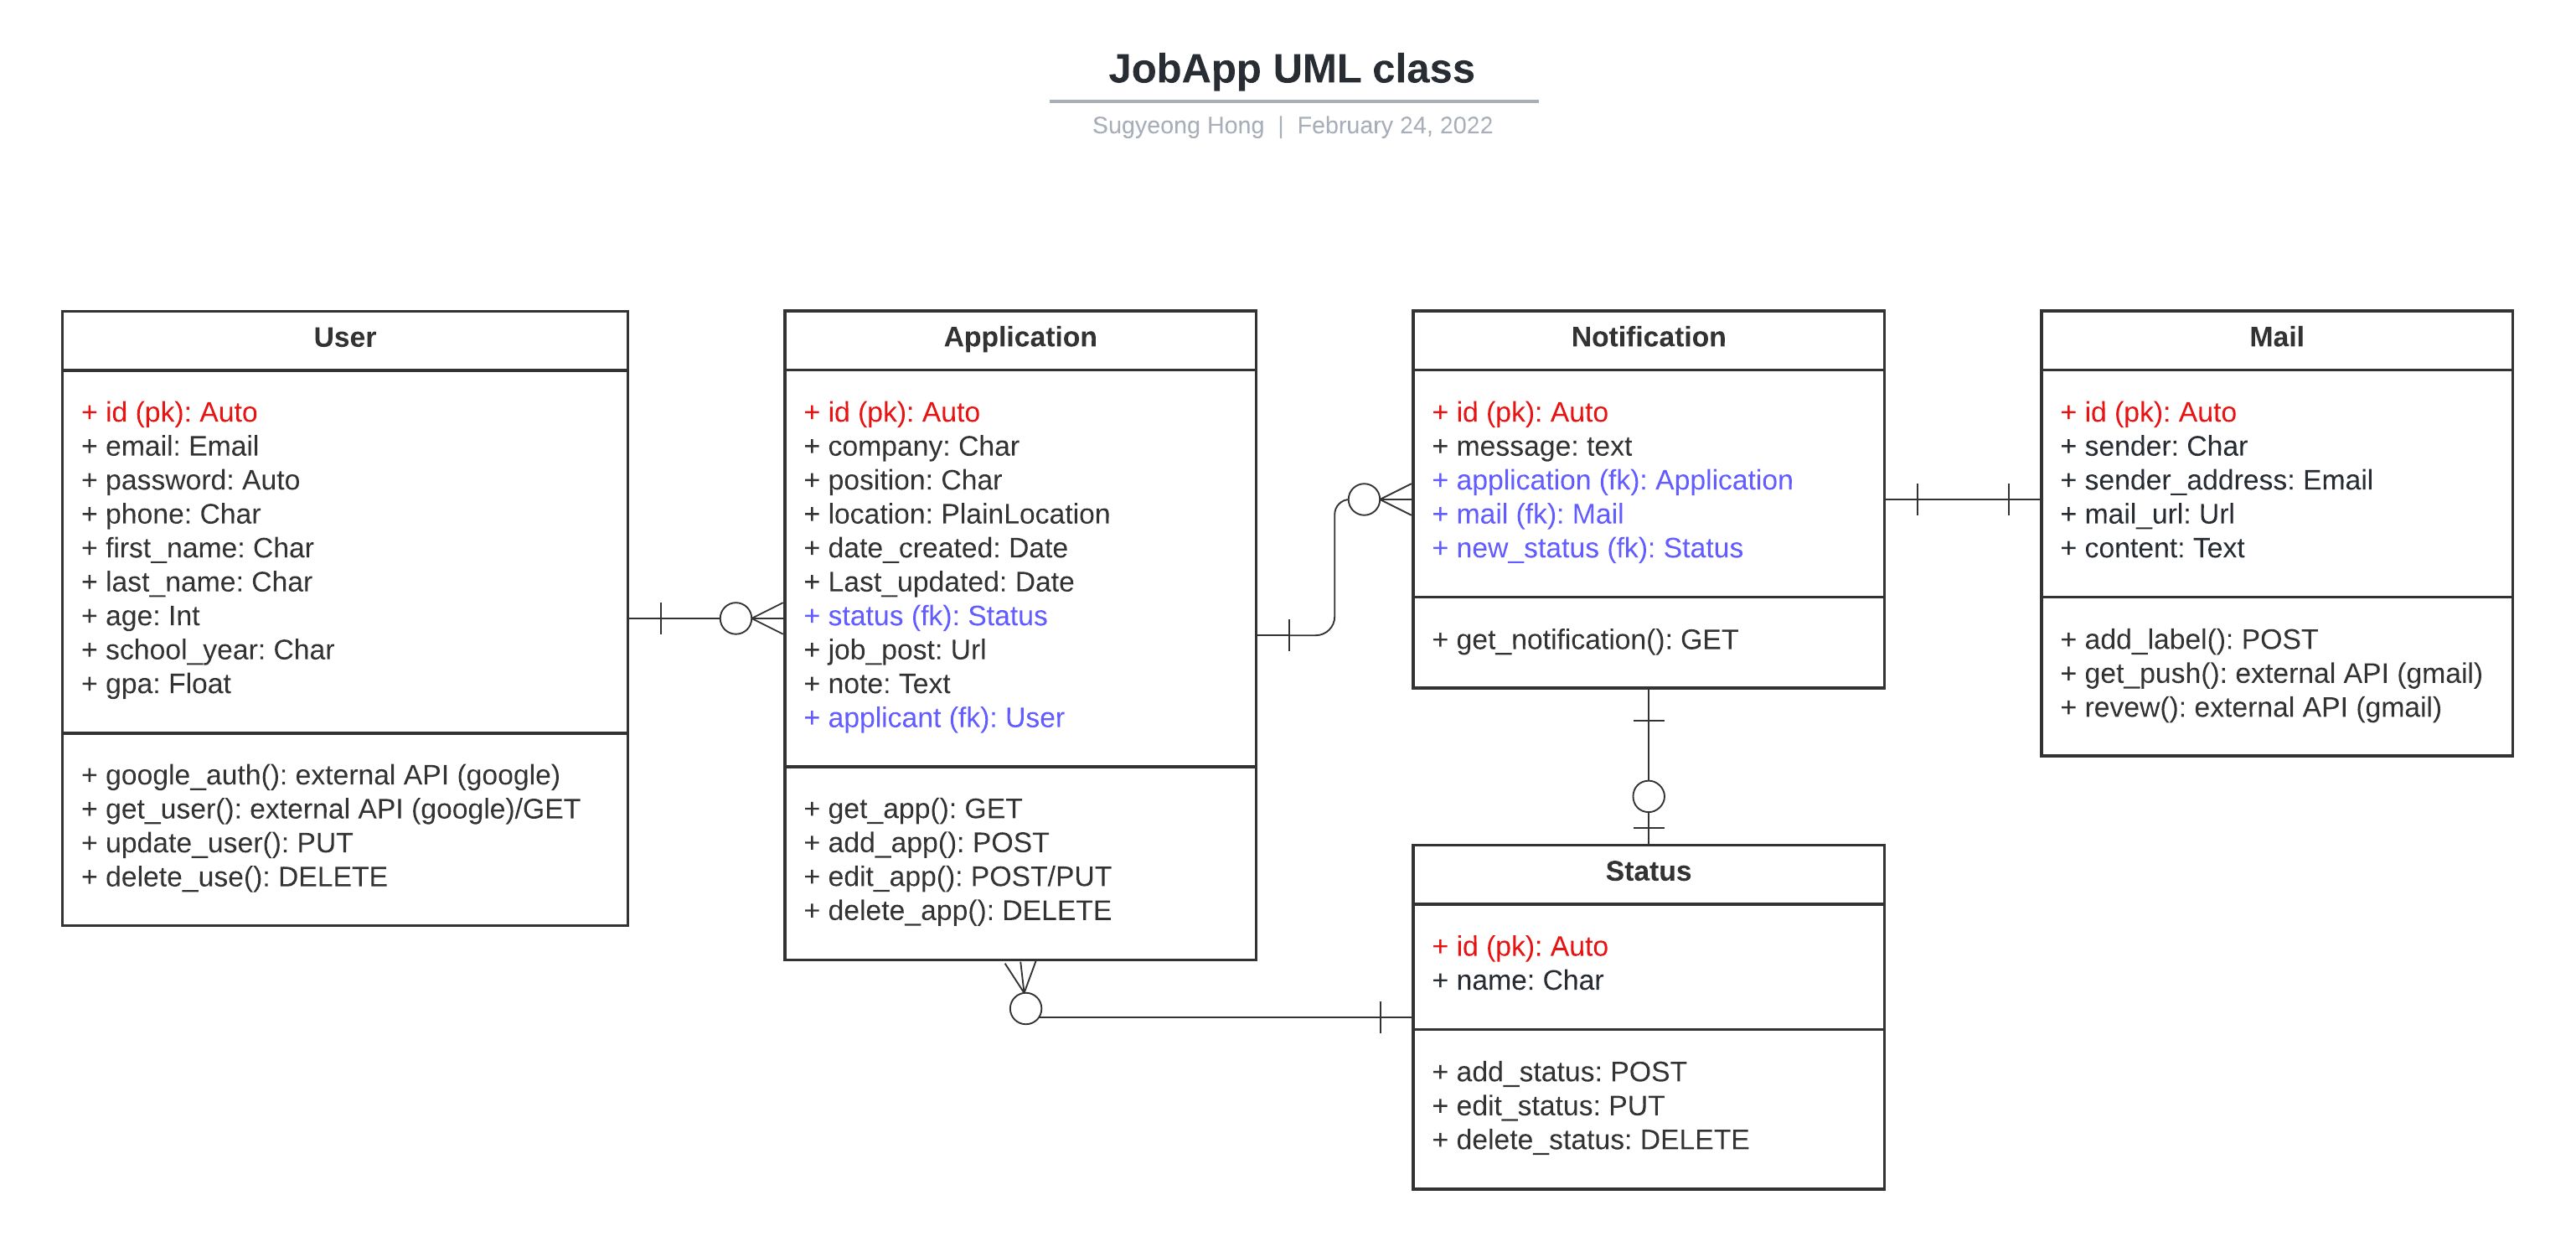 JobApp UML class
Sugyeong Hong | February 24, 2022
User
+ id (pk): Auto
+ email: Email
+ password: Auto
+ phone: Char
+ first_name: Char
+ last_name: Char
+ age: Int
+ school_year: Char
+ gpa: Float
+ google_auth(): external API (google)
+ get_user(): external API (google)/GET
+ update_user(): PUT
+ delete_use(): DELETE
Application
+ id (pk): Auto
+ company: Char
+ position: Char
+ location: PlainLocation
+ date_created: Date
+ Last_updated: Date
+ status (fk): Status
+ job_post: Url
+ note: Text
+ applicant (fk): User
+ get_app(): GET
+ add_app(): POST
+ edit_app(): POST/PUT
+ delete_app(): DELETE
Notification
+ id (pk): Auto
+ message: text
+ application (fk): Application
+ mail (fk): Mail
+ new_status (fk): Status
+ get_notification(): GET
Mail
+ id (pk): Auto
+ sender: Char
+ sender_address: Email
+ mail_url: Url
+ content: Text
+ add_label(): POST
+ get_push(): external API (gmail)
+ revew(): external API (gmail)
Status
+ id (pk): Auto
+ name: Char
+ add_status: POST
+ edit_status: PUT
+ delete_status: DELETE